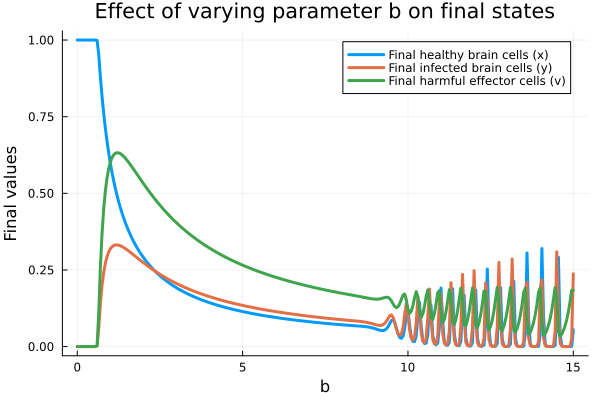 Effect of varying parameter b on final states
Final healthy brain cells (x)
Final infected brain cells (y)
Final harmful effector cells (v)
Final values
1.00
0.75
0.50
0.25
0.00
0
5
10
15
b